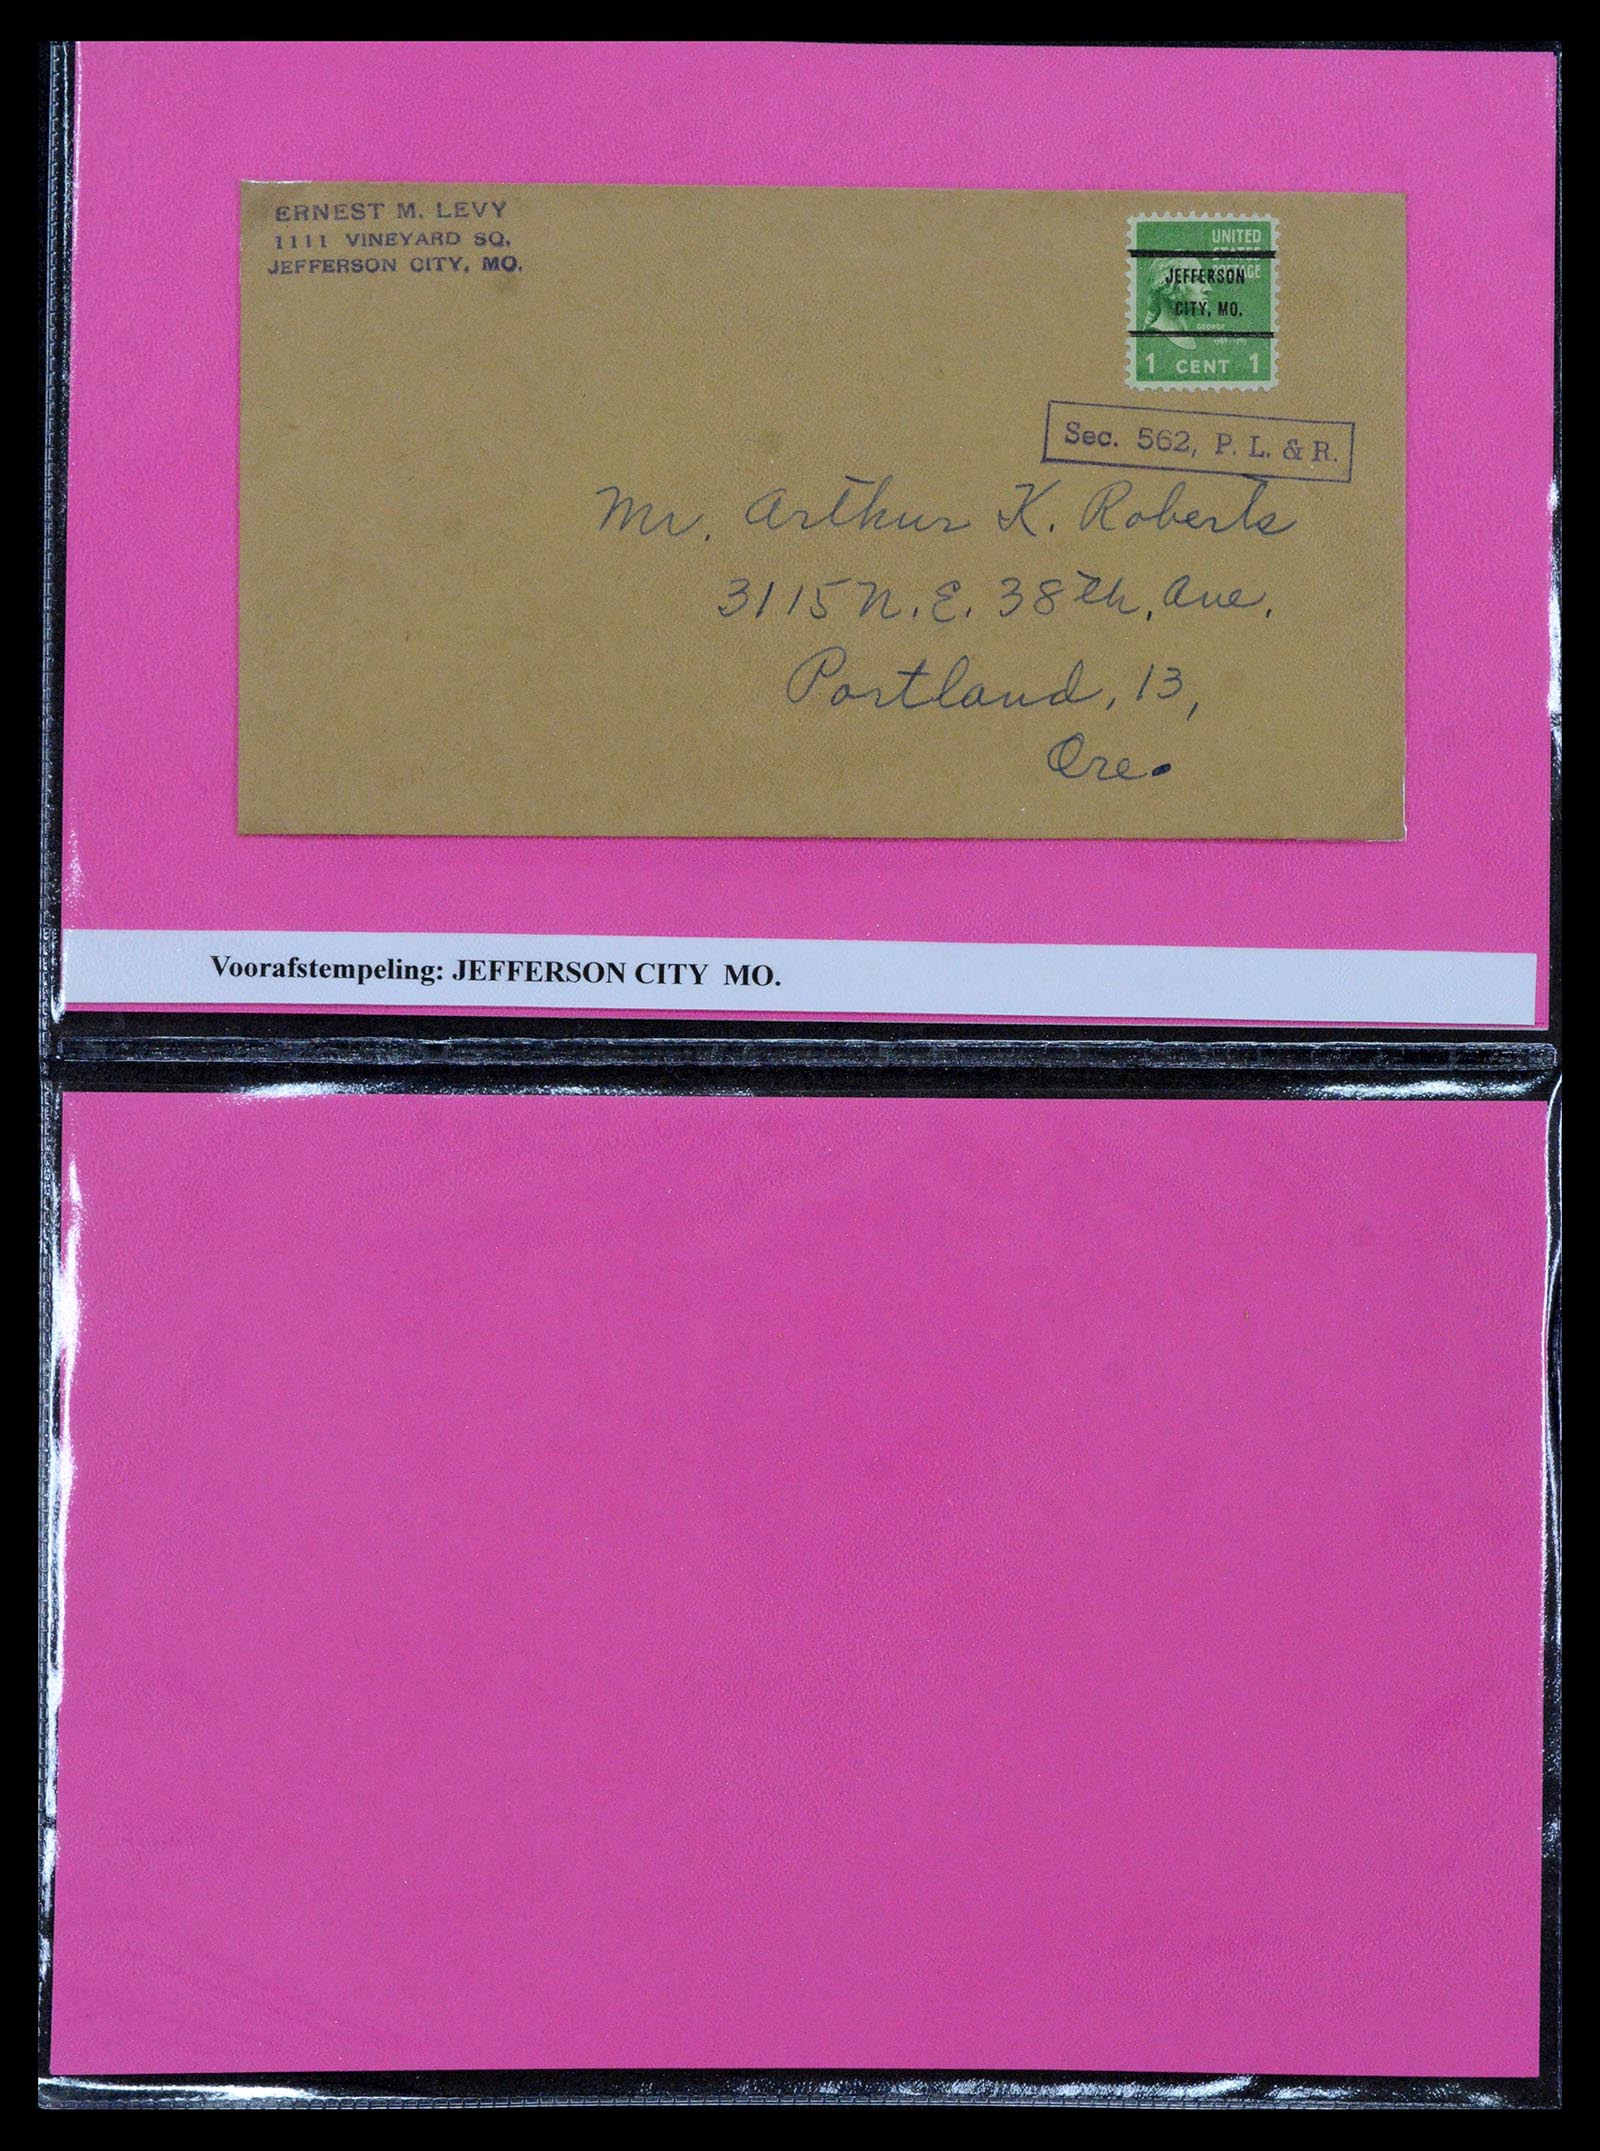 ERNEST M. LEVY
1111 VINEYARD SQ.
JEFFERSON CITY, MO.
UNITED
STATES
JEFFERSON
CITY, MO.
GEORGE
1 CENT 1
Sec. 562, P. L. & R.
Mr. Arthur K. Roberts
3115 N. E. 38th, Ave.
Portland, 13,
Ore.
Voorafstempeling: JEFFERSON CITY MO.